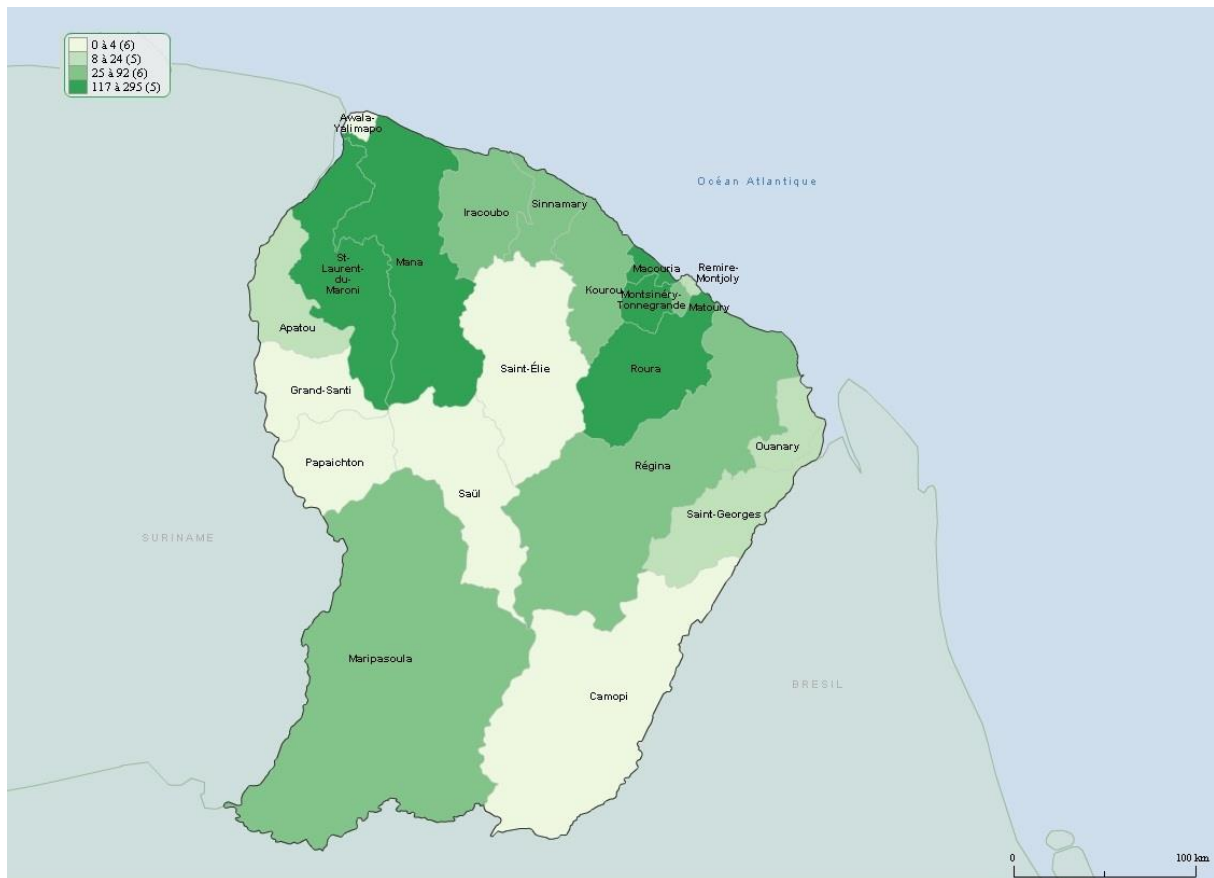 0 à 4 (6)
8 à 24 (5)
25 à 92 (6)
117 à 295 (5)
Awala-
Yalimapo
Océan Atlantique
Sinnamary
Iracoubo
St-
Laurent-
du-
Maroni
Mana
Macouria
Remire-
Montjoly
Kourou
Montsinéry-
Tonnegrande
Matoury
Apatou
Saint-Élie
Roura
Grand-Santi
Ouanary
Papaichton
Régina
Saül
Saint-Georges
SURINAME
Maripasoula
BRESIL
Camopi
0
100 km